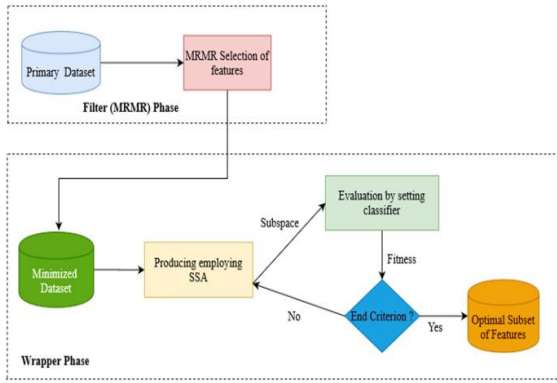 Primary Dataset
MRMR Selection of
features
Filter (MRMR) Phase
Minimized
Dataset
Producing employing
SSA
Subspace
Evaluation by setting
classifier
Fitness
End Criterion ?
No
Yes
Optimal Subset
of Features
Wrapper Phase